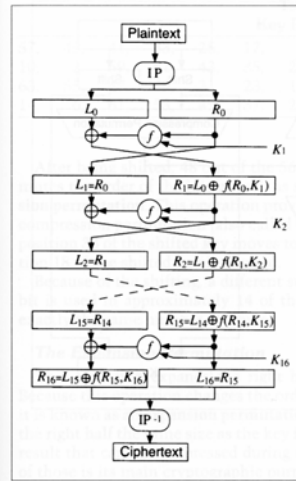 Plaintext
IP
L₀ R₀
f
K₁
L₁=R₀ R₁=L₀ ⊕ f(R₀,K₁)
f
K₂
L₂=R₁ R₂=L₁ ⊕ f(R₁,K₂)
L₁₅=R₁₄ R₁₅=L₁₄⊕f(R₁₄,K₁₅)
f
K₁₆
R₁₆=L₁₅⊕f(R₁₅,K₁₆) L₁₆=R₁₅
IP⁻¹
Ciphertext